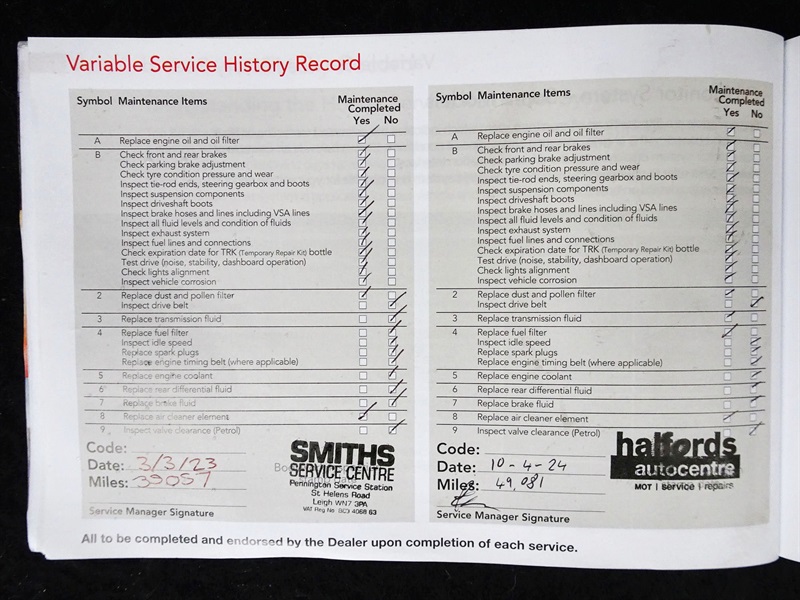 Variable Service History Record
Symbol Maintenance Items Maintenance Completed
Yes No
A Replace engine oil and oil filter
B Check front and rear brakes
Check parking brake adjustment
Check tyre condition pressure and wear
Inspect tie-rod ends, steering gearbox and boots
Inspect suspension components
Inspect driveshaft boots
Inspect brake hoses and lines including VSA lines
Inspect all fluid levels and condition of fluids
Inspect exhaust system
Inspect fuel lines and connections
Check expiration date for TRK (Temporary Repair Kit) bottle
Test drive (noise, stability, dashboard operation)
Check lights alignment
Inspect vehicle corrosion
2 Replace dust and pollen filter
Inspect drive belt
3 Replace transmission fluid
4 Replace fuel filter
Inspect idle speed
Replace spark plugs
Replace engine timing belt (where applicable)
5 Replace engine coolant
6 Replace rear differential fluid
7 Replace brake fluid
8 Replace air cleaner element
9 Inspect valve clearance (Petrol)
Code:
Date: 3/3/23
Miles: 39057
Service Manager Signature
SMITHS
SERVICE CENTRE
Pennington Service Station
St Helens Road
Leigh WN7 3PA
Symbol Maintenance Items Maintenance Completed
Yes No
A Replace engine oil and oil filter
B Check front and rear brakes
Check parking brake adjustment
Check tyre condition pressure and wear
Inspect tie-rod ends, steering gearbox and boots
Inspect suspension components
Inspect driveshaft boots
Inspect brake hoses and lines including VSA lines
Inspect all fluid levels and condition of fluids
Inspect exhaust system
Inspect fuel lines and connections
Check expiration date for TRK (Temporary Repair Kit) bottle
Test drive (noise, stability, dashboard operation)
Check lights alignment
Inspect vehicle corrosion
2 Replace dust and pollen filter
Inspect drive belt
3 Replace transmission fluid
4 Replace fuel filter
Inspect idle speed
Replace spark plugs
Replace engine timing belt (where applicable)
5 Replace engine coolant
6 Replace rear differential fluid
7 Replace brake fluid
8 Replace air cleaner element
9 Inspect valve clearance (Petrol)
Code:
Date: 10-4-24
Miles: 49,081
Service Manager Signature
halfords
autocentre
MOT | service | repairs
All to be completed and endorsed by the Dealer upon completion of each service.